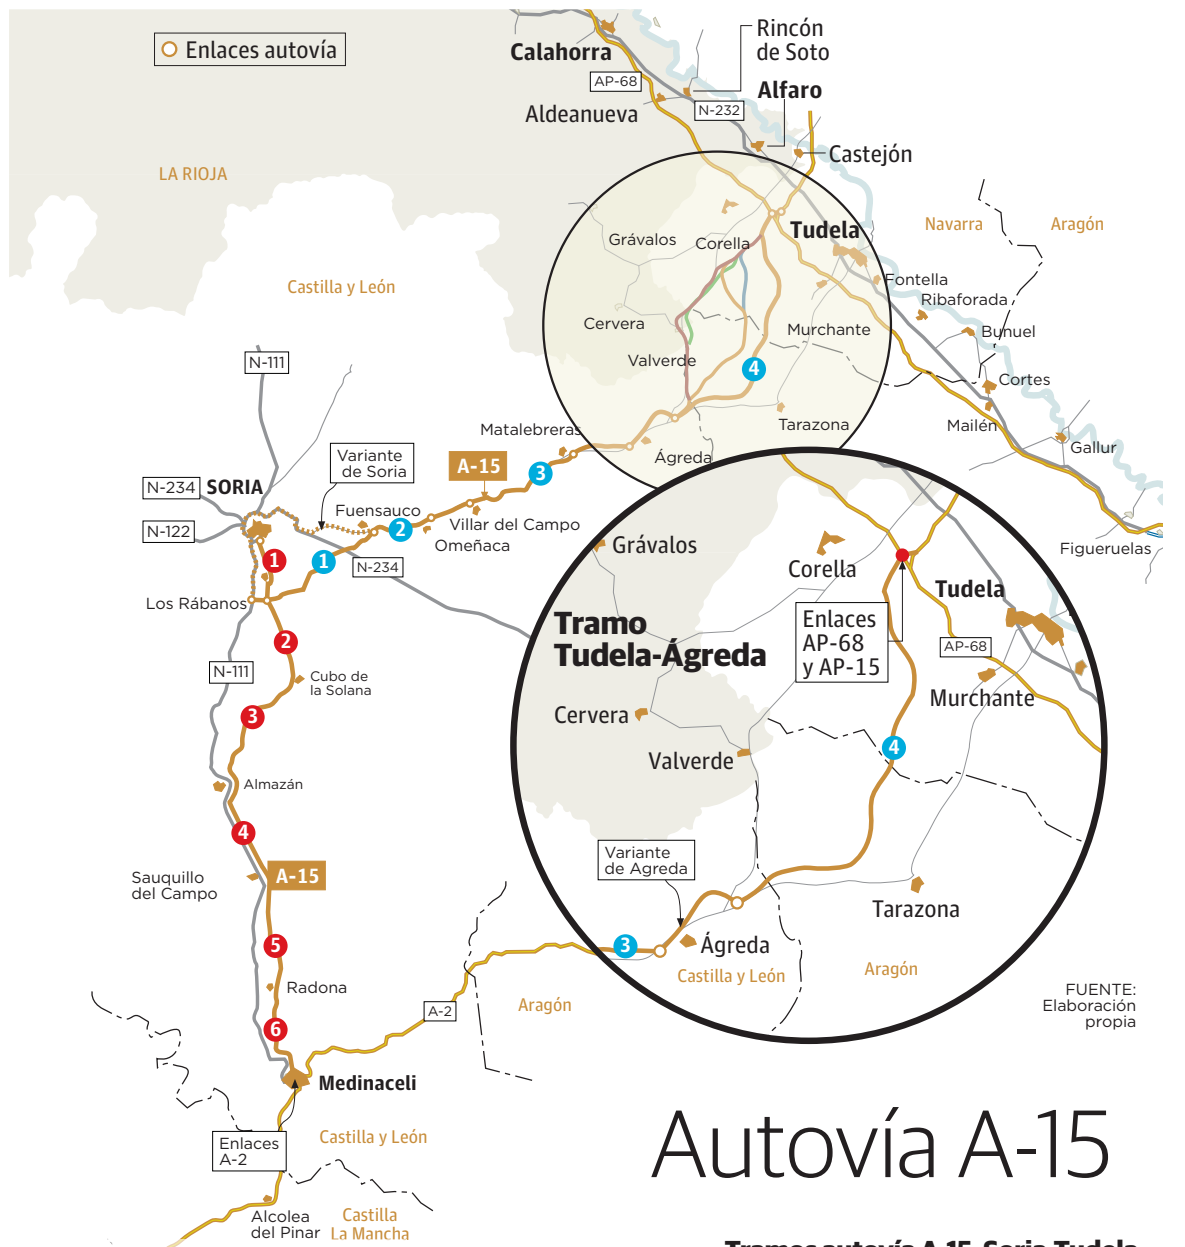 Enlaces autovía
Calahorra
Rincón
de Soto
AP-68
Alfaro
N-232
Aldeanueva
Castejón
LA RIOJA
Grávalos
Corella
Tudela
Navarra
Aragón
Castilla y León
Fontella
Ribaforada
Cervera
Murchante
Bunuel
N-111
Valverde
4
Cortes
Tarazona
Mailén
Matalebreras
Gallur
Variante
de Soria
A-15
3
Ágreda
N-234
SORIA
Fuensauco
Villar del Campo
2
Omeñaca
N-122
1
1
N-234
Figueruelas
Los Rábanos
2
N-111
Cubo de
la Solana
3
Almazán
4
Sauquillo
del Campo
A-15
5
Radona
6
A-2
Aragón
Medinaceli
Enlaces
A-2
Castilla y León
Alcolea
del Pinar
Castilla
La Mancha
Grávalos
Corella
Tramo
Tudela-Ágreda
Tudela
Enlaces
AP-68
y AP-15
AP-68
Murchante
Cervera
Valverde
4
Variante
de Agreda
Tarazona
3
Ágreda
Castilla y León
Aragón
FUENTE:
Elaboración
propia
Autovía A-15
Tramos autovía A-15, Soria-Tudela